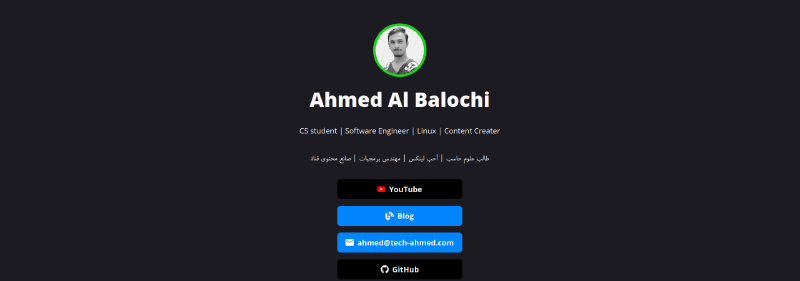 Ahmed Al Balochi
CS student | Software Engineer | Linux | Content Creater
طالب علوم حاسب | أحب لينكس | مهندس برمجيات | صانع محتوى قناة
YouTube
Blog
ahmed@tech-ahmed.com
GitHub